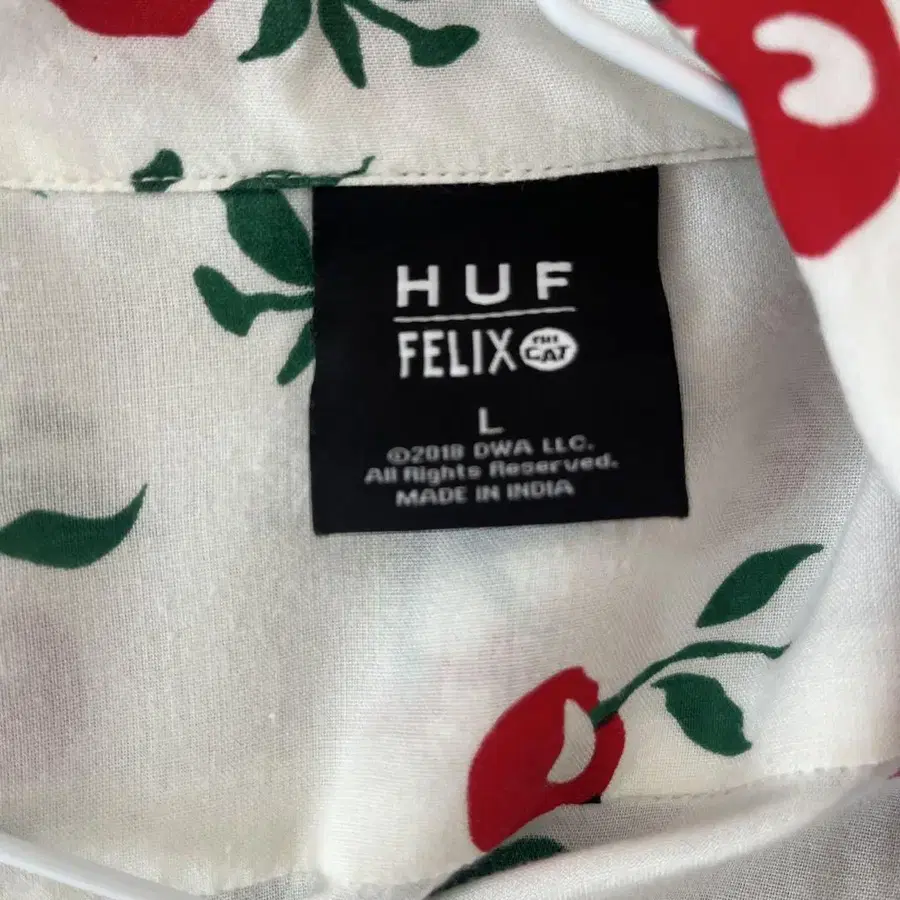 HUF
FELIX THE CAT
L
©2018 DWA LLC.
All Rights Reserved.
MADE IN INDIA